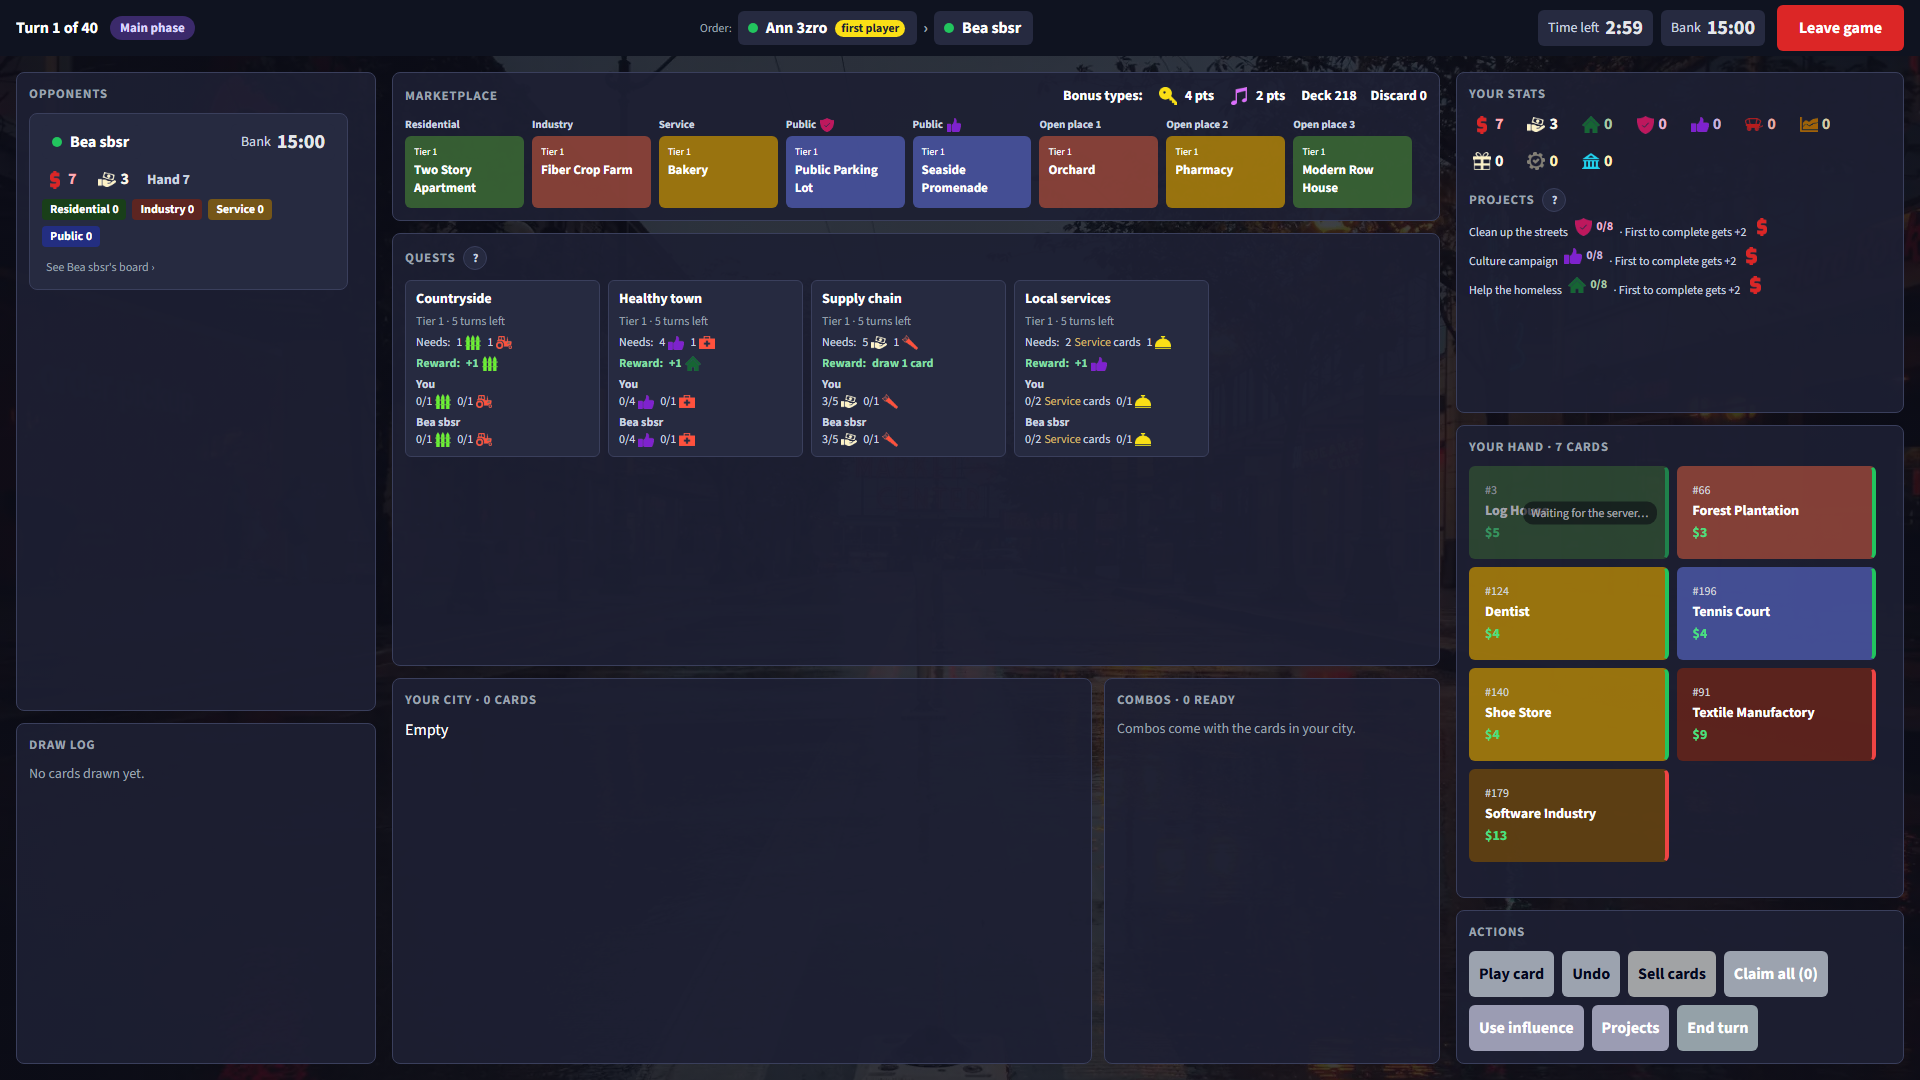 Turn 1 of 40
Main phase
Order:
Ann 3zro
first player
›
Bea sbsr
Time left 2:59
Bank 15:00
Leave game
OPPONENTS
Bea sbsr
Bank 15:00
7
3
Hand 7
Residential 0
Industry 0
Service 0
Public 0
See Bea sbsr's board ›
DRAW LOG
No cards drawn yet.
MARKETPLACE
Bonus types:
4 pts
2 pts
Deck 218
Discard 0
Residential
Tier 1
Two Story
Apartment
Industry
Tier 1
Fiber Crop Farm
Service
Tier 1
Bakery
Public
Tier 1
Public Parking
Lot
Public
Tier 1
Seaside
Promenade
Open place 1
Tier 1
Orchard
Open place 2
Tier 1
Pharmacy
Open place 3
Tier 1
Modern Row
House
QUESTS
?
Countryside
Tier 1 · 5 turns left
Needs: 1 1
Reward: +1
You
0/1 0/1
Bea sbsr
0/1 0/1
Healthy town
Tier 1 · 5 turns left
Needs: 4 1
Reward: +1
You
0/4 0/1
Bea sbsr
0/4 0/1
Supply chain
Tier 1 · 5 turns left
Needs: 5 1
Reward: draw 1 card
You
3/5 0/1
Bea sbsr
3/5 0/1
Local services
Tier 1 · 5 turns left
Needs: 2 Service cards 1
Reward: +1
You
0/2 Service cards 0/1
Bea sbsr
0/2 Service cards 0/1
YOUR CITY · 0 CARDS
Empty
COMBOS · 0 READY
Combos come with the cards in your city.
YOUR STATS
7
3
0
0
0
0
0
0
0
0
PROJECTS
?
Clean up the streets 0/8 · First to complete gets +2
Culture campaign 0/8 · First to complete gets +2
Help the homeless 0/8 · First to complete gets +2
YOUR HAND · 7 CARDS
#3
Log
Waiting for the server...
$5
#66
Forest Plantation
$3
#124
Dentist
$4
#196
Tennis Court
$4
#140
Shoe Store
$4
#91
Textile Manufactory
$9
#179
Software Industry
$13
ACTIONS
Play card
Undo
Sell cards
Claim all (0)
Use influence
Projects
End turn